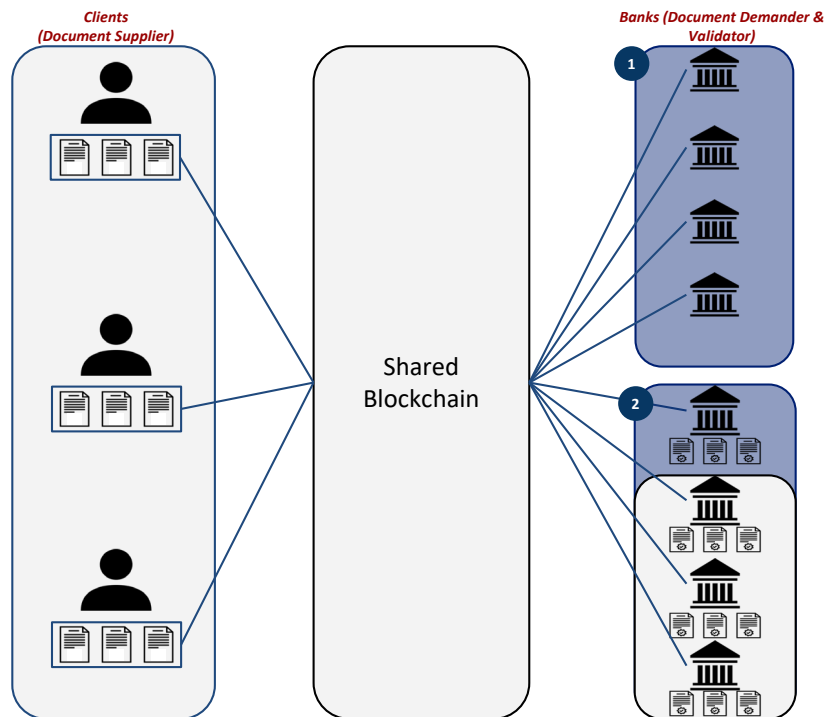 Clients
(Document Supplier)
Banks (Document Demander &
Validator)
1
Shared
Blockchain
2